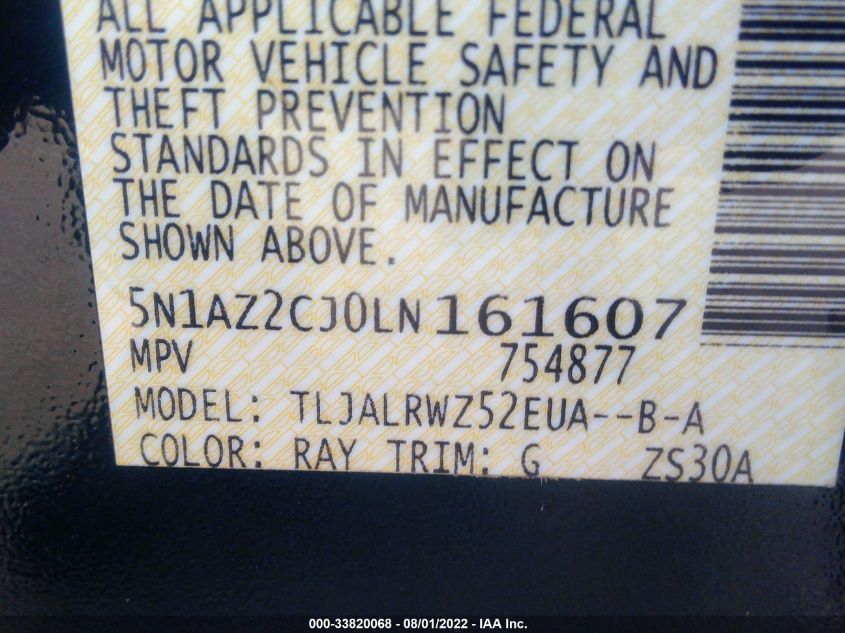 ALL APPLICABLE FEDERAL
MOTOR VEHICLE SAFETY AND
THEFT PREVENTION
STANDARDS IN EFFECT ON
THE DATE OF MANUFACTURE
SHOWN ABOVE.
5N1AZ2CJ0LN161607
MPV 754877
MODEL: TLJALRWZ52EUA--B-A
COLOR: RAY TRIM: G ZS30A
000-33820068 - 08/01/2022 - IAA Inc.